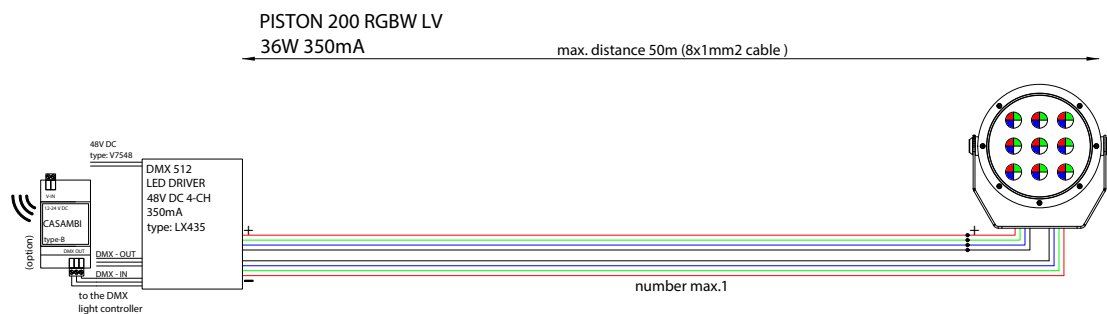 PISTON 200 RGBW LV
36W 350mA
max. distance 50m (8x1mm2 cable )
48V DC
type: V7548
DMX 512
LED DRIVER
48V DC 4-CH
350mA
type: LX435
V-IN
12-24 V DC
CASAMBI
type-B
DMX OUT
(option)
DMX - OUT
DMX - IN
to the DMX
light controller
+
+
–
number max.1